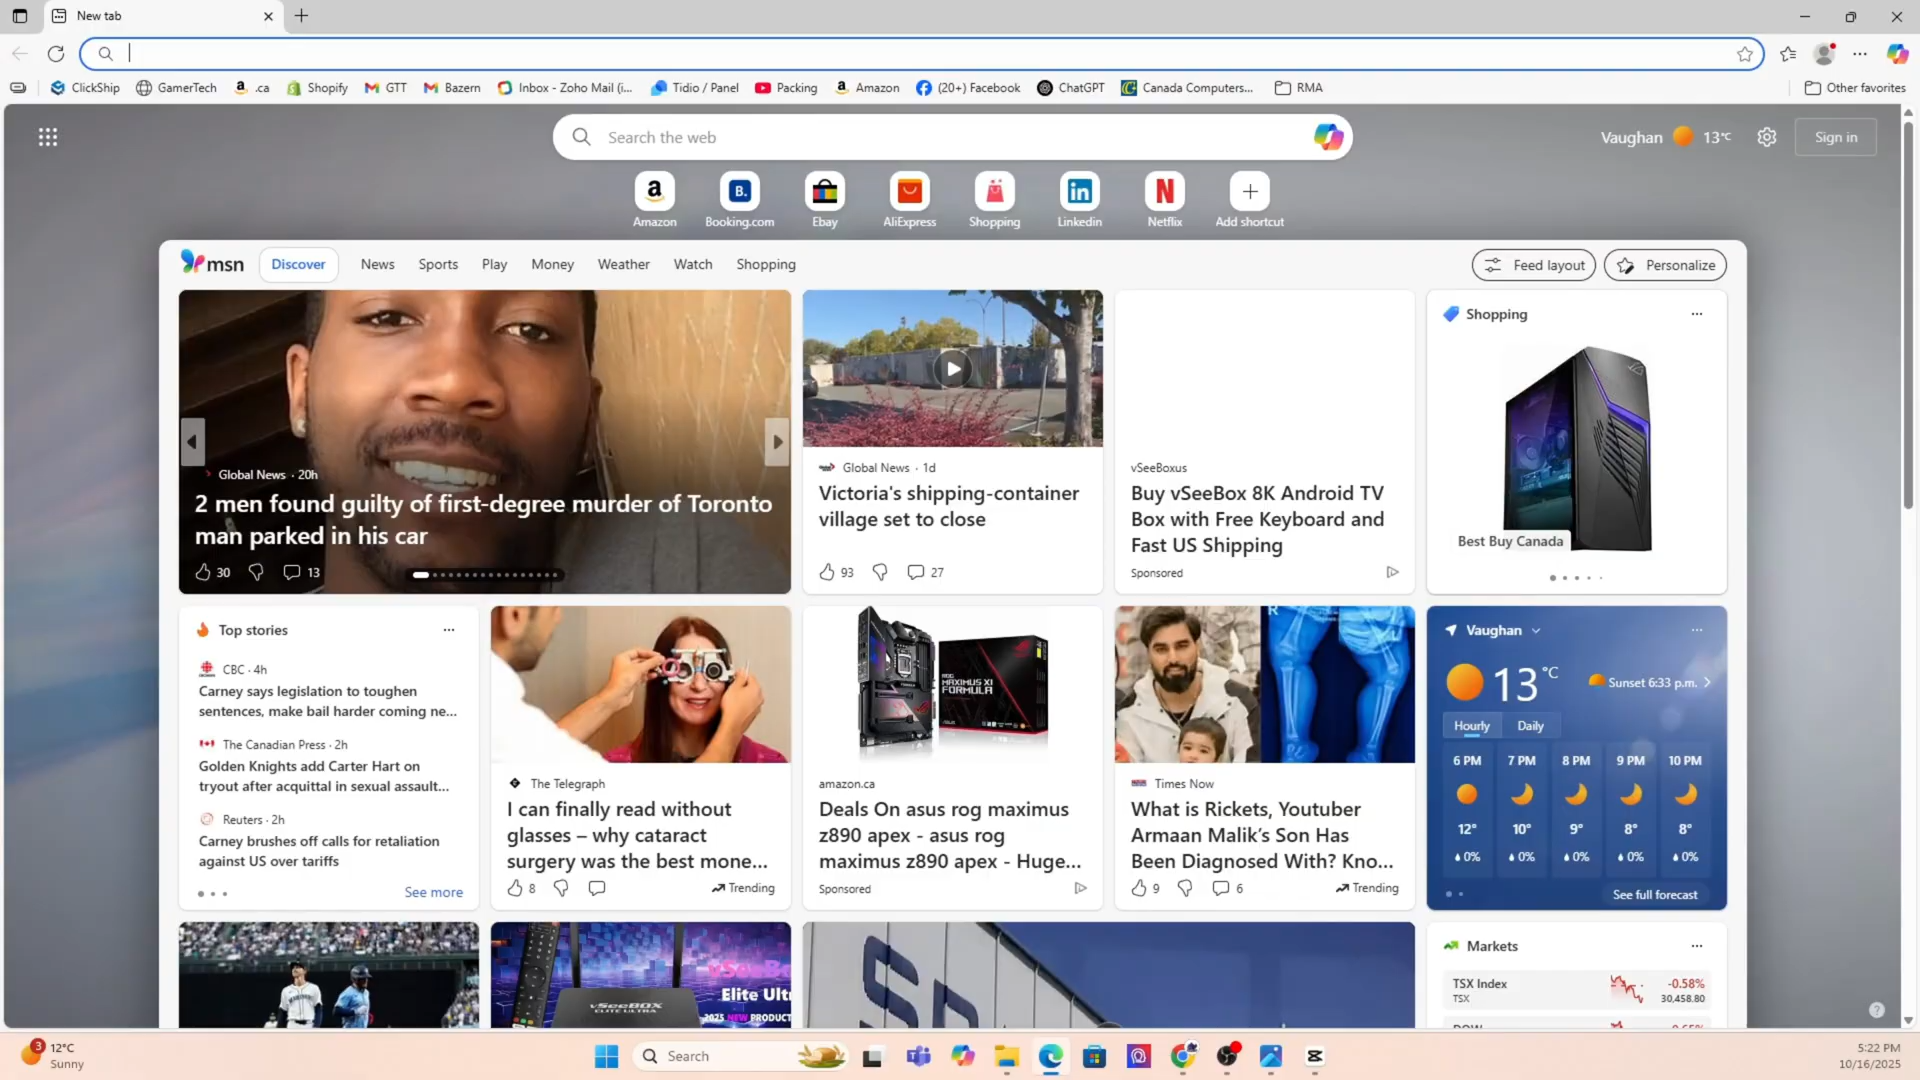 New tab
ClickShip
GamerTech
.ca
Shopify
GTT
Bazern
Inbox - Zoho Mail (i...
Tidio / Panel
Packing
Amazon
(20+) Facebook
ChatGPT
Canada Computers...
RMA
Other favorites
Search the web
Vaughan 13°C
Sign in
Amazon
Booking.com
Ebay
AliExpress
Shopping
Linkedin
Netflix
Add shortcut
msn
Discover
News
Sports
Play
Money
Weather
Watch
Shopping
Feed layout
Personalize
Global News · 20h
2 men found guilty of first-degree murder of Toronto
man parked in his car
30
13
Global News · 1d
Victoria's shipping-container
village set to close
93
27
vSeeBoxus
Buy vSeeBox 8K Android TV
Box with Free Keyboard and
Fast US Shipping
Sponsored
Shopping
Best Buy Canada
Top stories
CBC · 4h
Carney says legislation to toughen
sentences, make bail harder coming ne...
The Canadian Press · 2h
Golden Knights add Carter Hart on
tryout after acquittal in sexual assault...
Reuters · 2h
Carney brushes off calls for retaliation
against US over tariffs
See more
The Telegraph
I can finally read without
glasses – why cataract
surgery was the best mone...
8
Trending
ROG
MAXIMUS XI
FORMULA
amazon.ca
Deals On asus rog maximus
z890 apex - asus rog
maximus z890 apex - Huge...
Sponsored
R
Times Now
What is Rickets, Youtuber
Armaan Malik's Son Has
Been Diagnosed With? Kno...
9
6
Trending
Vaughan
13°C
Sunset 6:33 p.m.
Hourly
Daily
6 PM 7 PM 8 PM 9 PM 10 PM
12° 10° 9° 8° 8°
0% 0% 0% 0% 0%
See full forecast
vSeeBOX
ELITE ULTRA
Elite Ult
2025 NEW PRODUCT
Markets
TSX Index
TSX
-0.58%
30,458.80
3
12°C
Sunny
Search
5:22 PM
10/16/2025